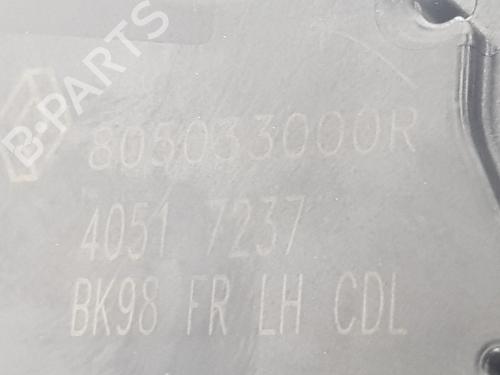 B-PARTS
805033000R
4051 7237
BK98 FR LH CDL